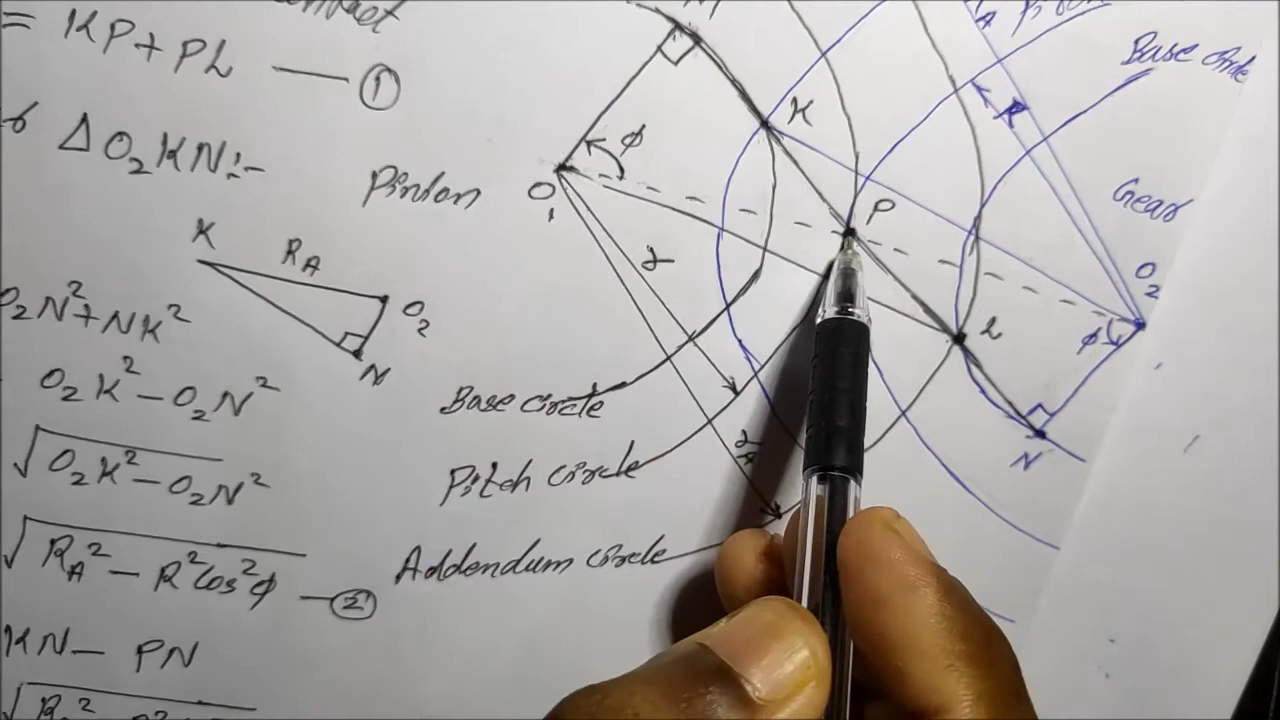 = KP + PL —— ①
Δ O₂KN:-
K
R_A
O₂
N
O₂N² + NK²
O₂K² - O₂N²
√O₂K² - O₂N²
√R_A² - R²cos²φ —②
KN - PN
Pinion
O₁
φ
K
P
L
r
r_A
Base circle
Pitch circle
Addendum circle
R
Base circle
Gear
O₂
φ
N